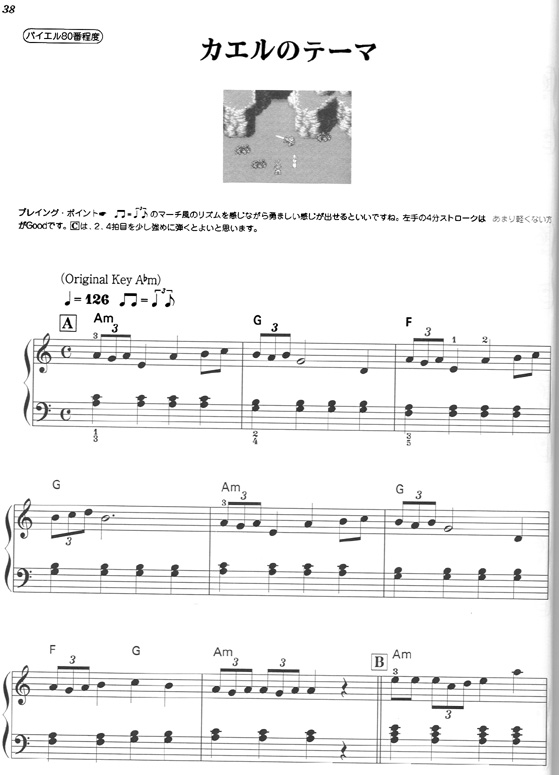 38
バイエル80番程度
カエルのテーマ
プレイング・ポイント☛ ♫=♩♪ 3 のマーチ風のリズムを感じながら勇ましい感じが出せるといいですね。左手の4分ストロークは あまり軽くない方
がGoodです。Cは、2、4拍目を少し強めに弾くとよいと思います。
(Original Key A♭m)
♩=126 ♫=♩♪ 3
A Am G F
3 3 3 3 1 2
1 2 3
3 4 5
G Am G
3 3 3 3
F G Am B Am
3 3 3 3 3